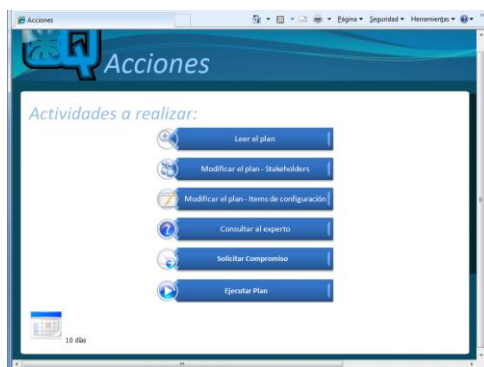 Acciones
Página Seguridad Herramientas
Acciones
Actividades a realizar:
Leer el plan
Modificar el plan - Stakeholders
Modificar el plan - Items de configuración
Consultar al experto
Solicitar Compromiso
Ejecutar Plan
10 días